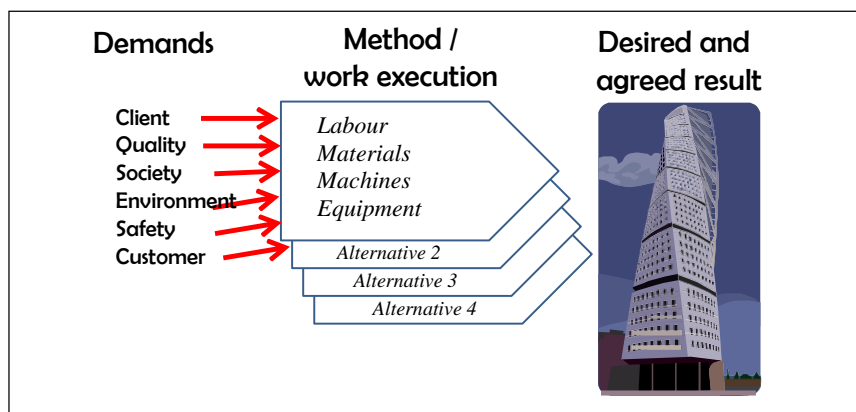 Demands
Method /
work execution
Desired and
agreed result
Client
Quality
Society
Environment
Safety
Customer
Labour
Materials
Machines
Equipment
Alternative 2
Alternative 3
Alternative 4